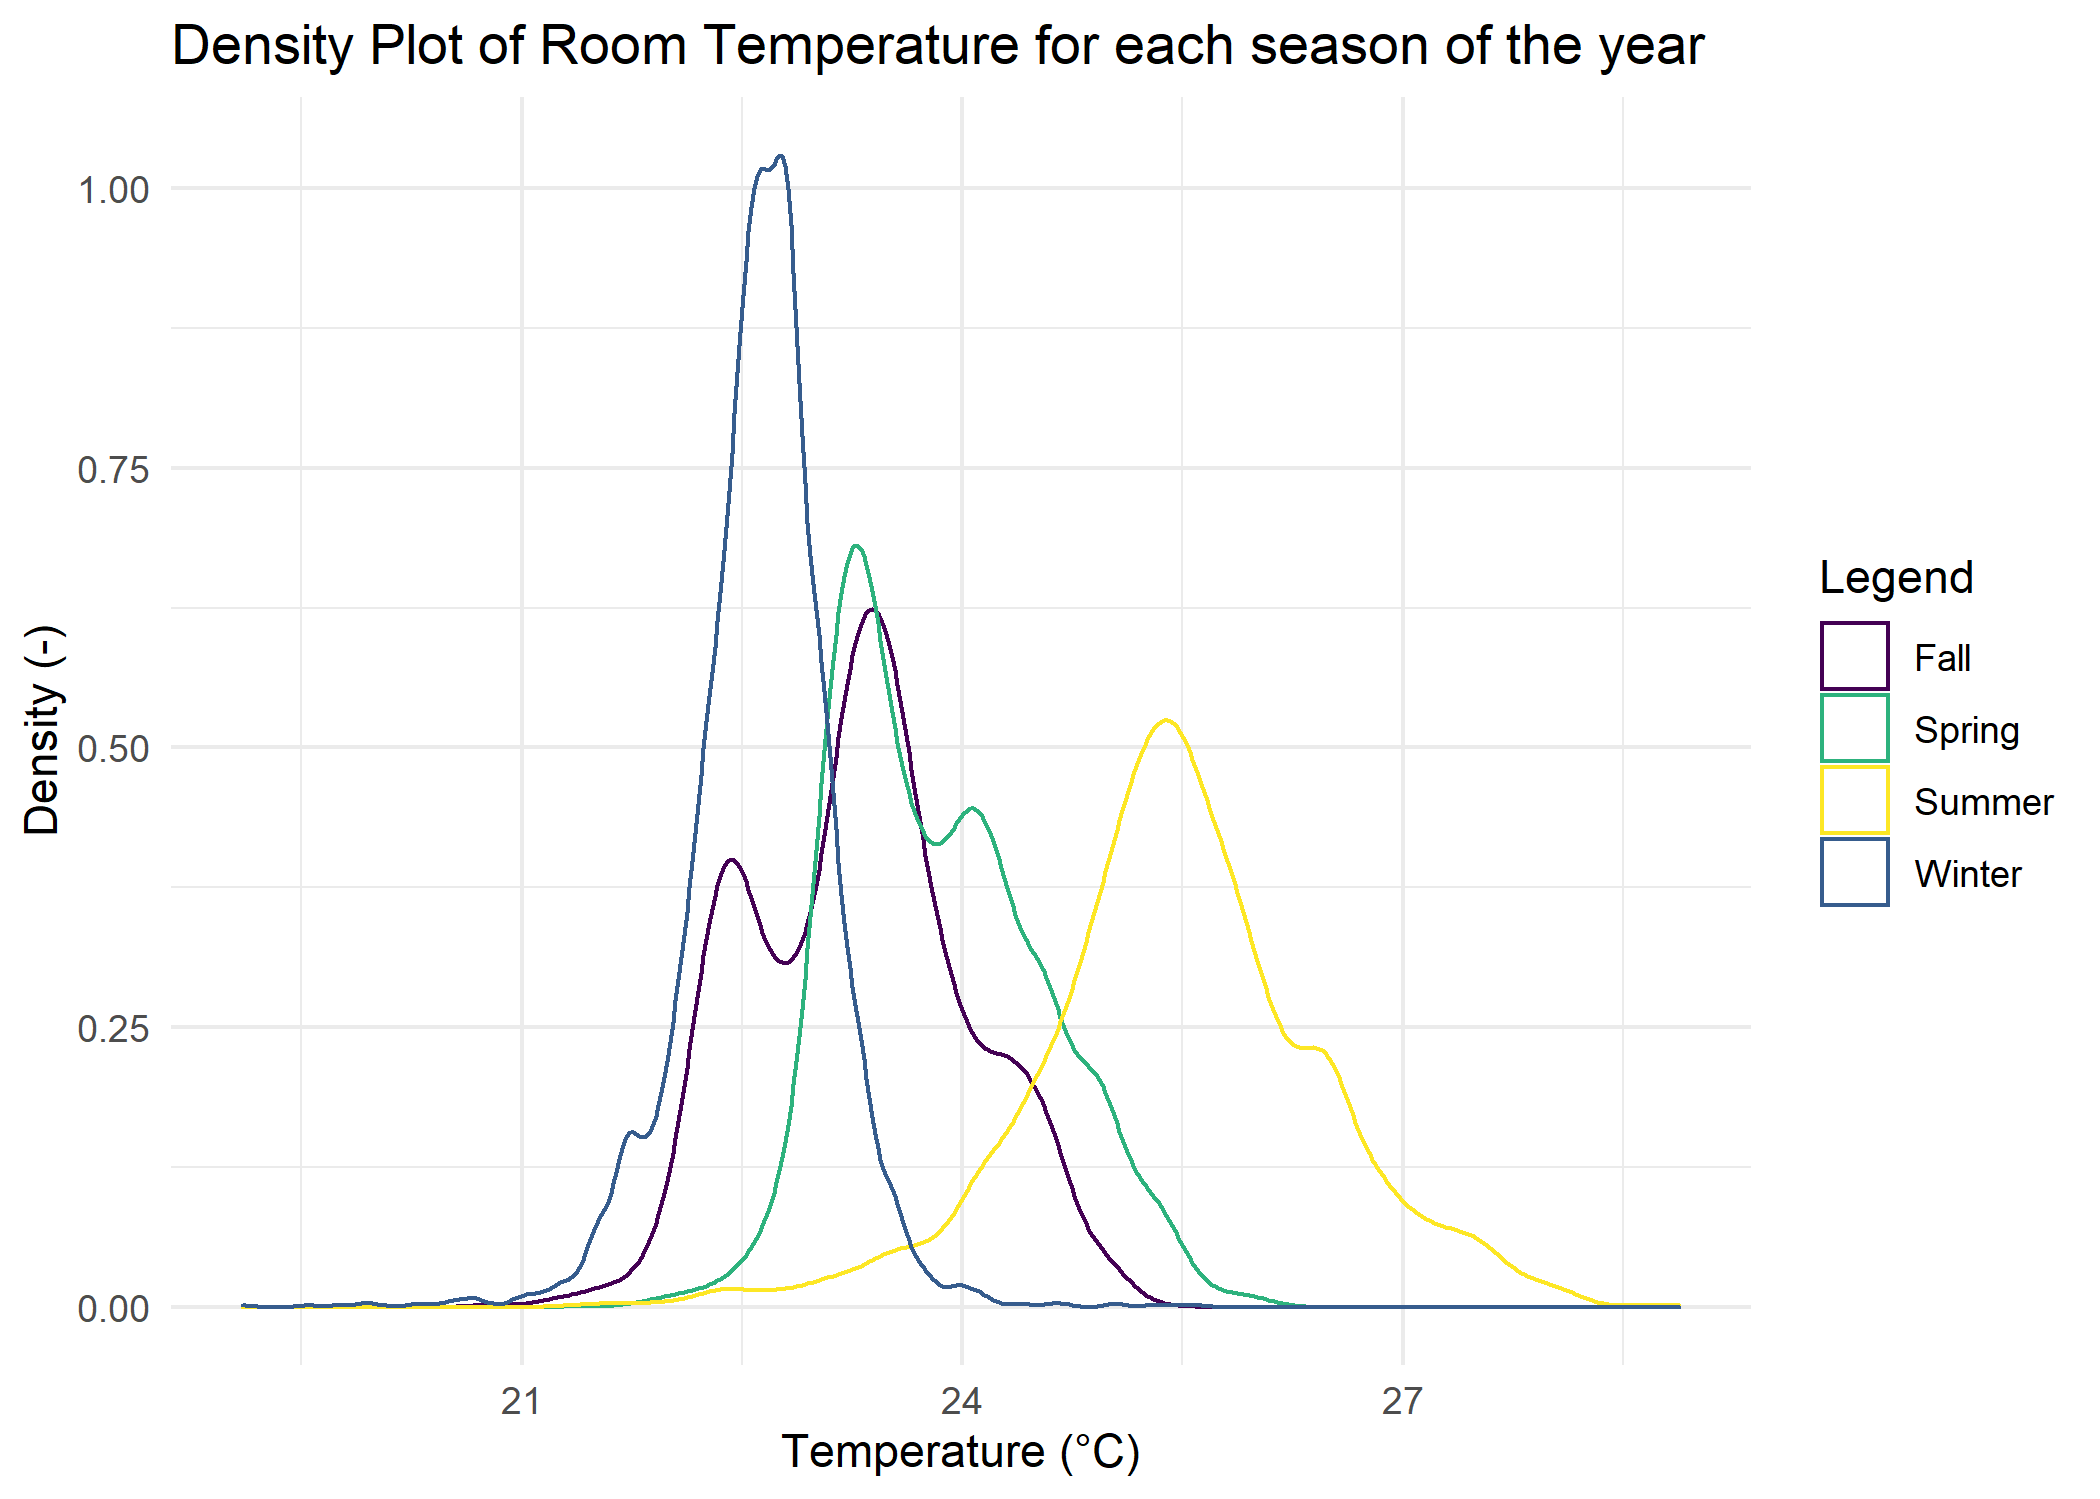 Density Plot of Room Temperature for each season of the year
Density (-)
1.00
0.75
0.50
0.25
0.00
21
24
27
Temperature (°C)
Legend
Fall
Spring
Summer
Winter